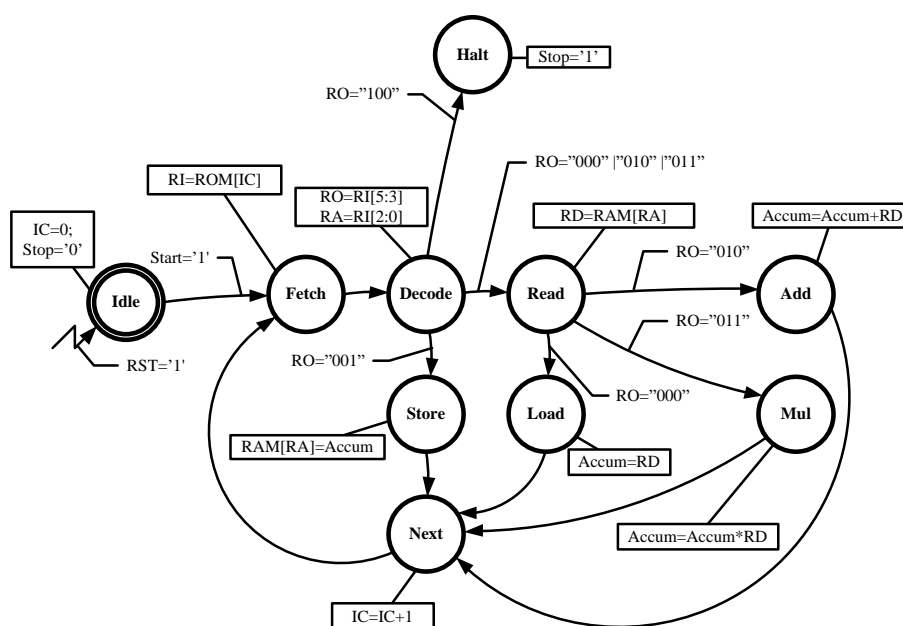 Halt
Stop='1'
RO=”100”
RO=”000” |”010” |”011”
RI=ROM[IC]
RO=RI[5:3]
RA=RI[2:0]
RD=RAM[RA]
Accum=Accum+RD
IC=0;
Stop=’0’
Start='1'
RO=”010”
Idle
Fetch
Decode
Read
Add
RO=”011”
RST='1'
RO=”001”
RO=”000”
Store
Load
Mul
RAM[RA]=Accum
Accum=RD
Next
Accum=Accum*RD
IC=IC+1